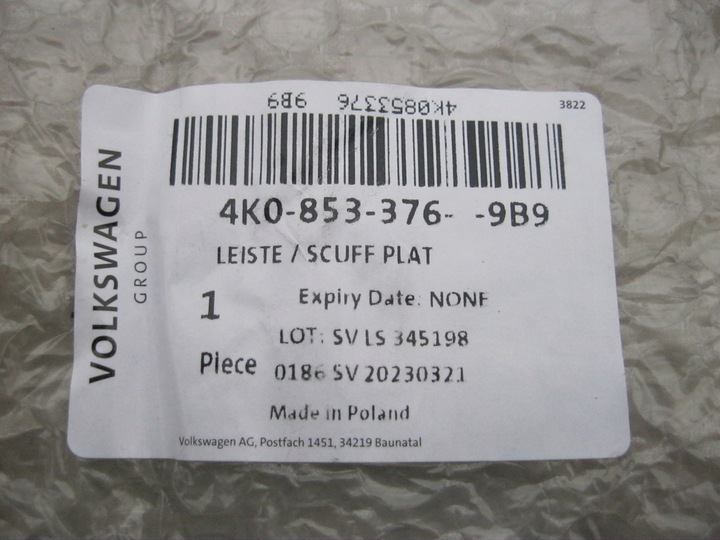 4K0853376 9B9
3822
4K0-853-376- -9B9
LEISTE / SCUFF PLAT
1
Piece
Expiry Date: NONE
LOT: SV LS 345198
0186 SV 20230321
Made in Poland
Volkswagen AG, Postfach 1451, 34219 Baunatal
VOLKSWAGEN
GROUP